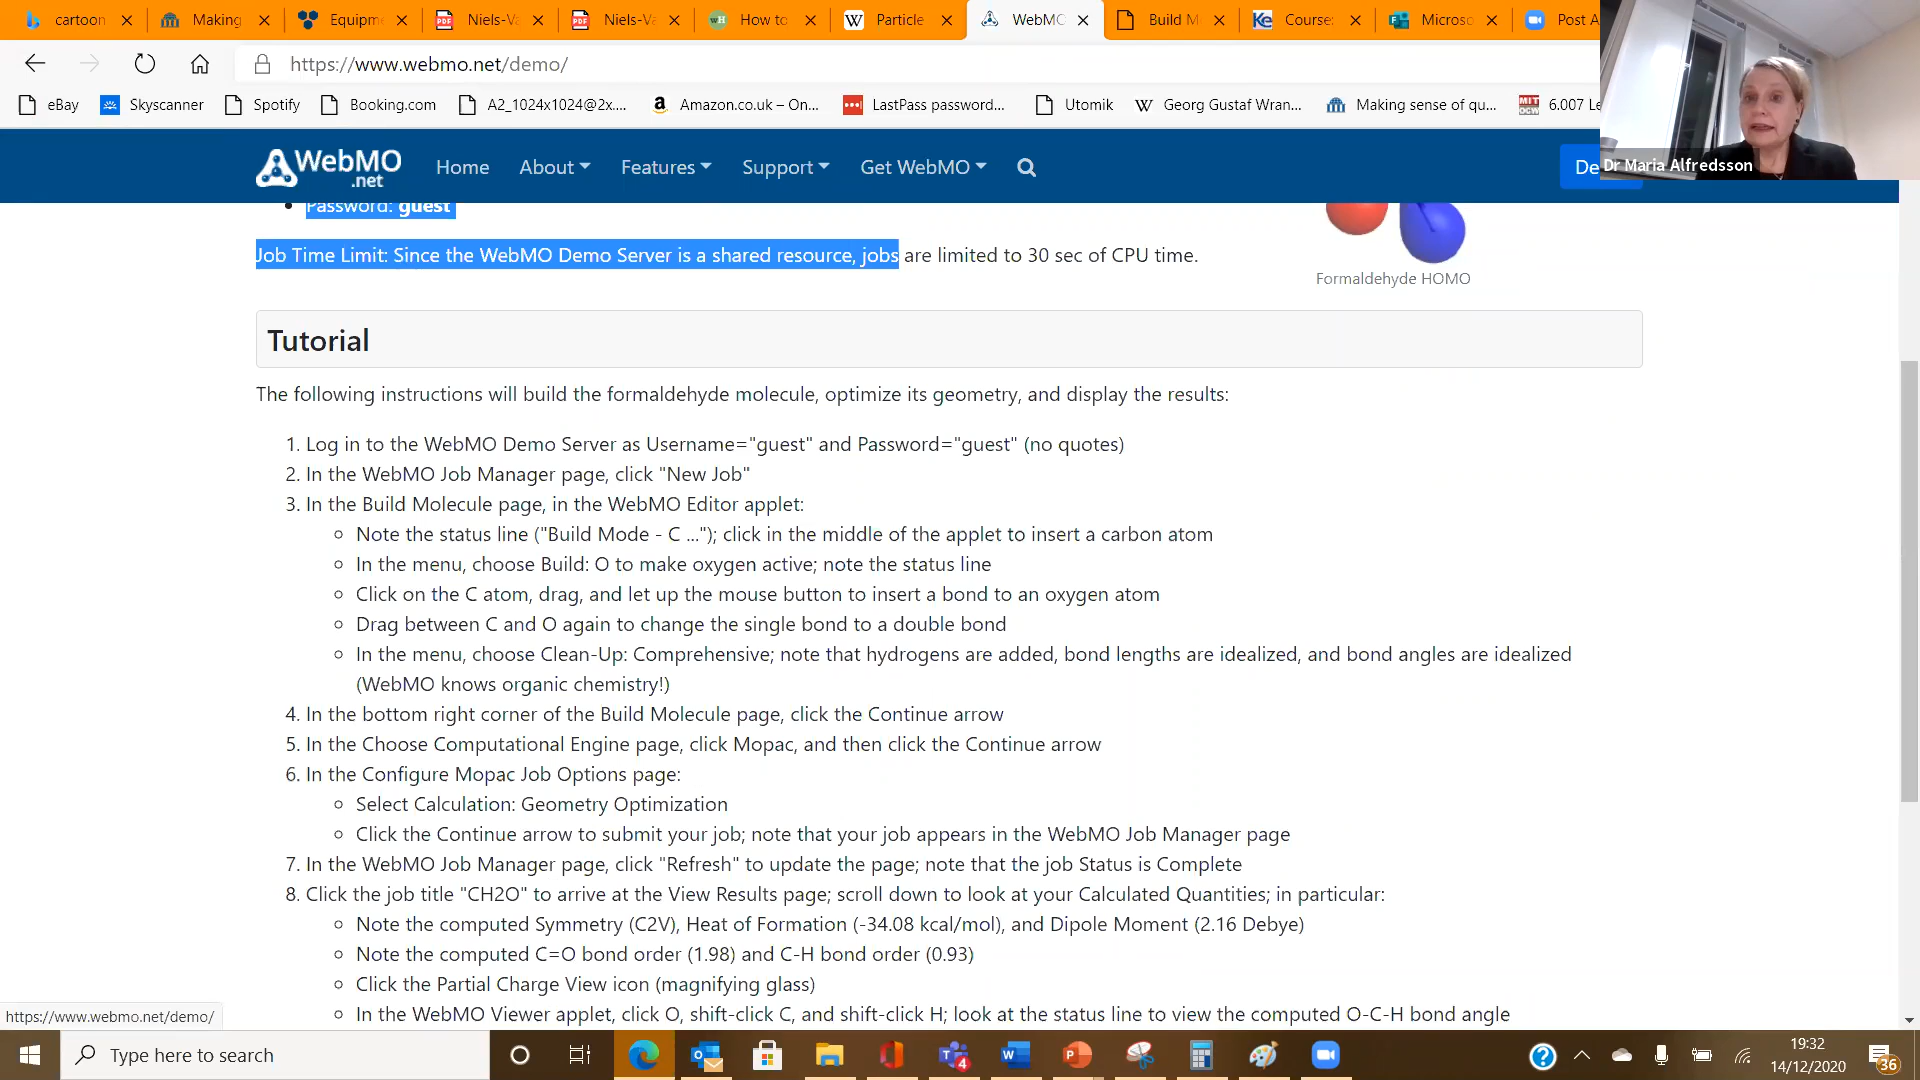 cartoon
Making
Equipm
Niels-Va
Niels-Va
How to
Particle
WebMO
Build M
Course:
Microso
Post A
https://www.webmo.net/demo/
eBay
Skyscanner
Spotify
Booking.com
A2_1024x1024@2x....
Amazon.co.uk – On...
LastPass password...
Utomik
Georg Gustaf Wran...
Making sense of qu...
6.007 Le
WebMO
.net
Home
About
Features
Support
Get WebMO
De
Dr Maria Alfredsson
Password: guest
Job Time Limit: Since the WebMO Demo Server is a shared resource, jobs are limited to 30 sec of CPU time.
Formaldehyde HOMO
Tutorial
The following instructions will build the formaldehyde molecule, optimize its geometry, and display the results:
1. Log in to the WebMO Demo Server as Username="guest" and Password="guest" (no quotes)
2. In the WebMO Job Manager page, click "New Job"
3. In the Build Molecule page, in the WebMO Editor applet:
Note the status line ("Build Mode - C ..."); click in the middle of the applet to insert a carbon atom
In the menu, choose Build: O to make oxygen active; note the status line
Click on the C atom, drag, and let up the mouse button to insert a bond to an oxygen atom
Drag between C and O again to change the single bond to a double bond
In the menu, choose Clean-Up: Comprehensive; note that hydrogens are added, bond lengths are idealized, and bond angles are idealized
(WebMO knows organic chemistry!)
4. In the bottom right corner of the Build Molecule page, click the Continue arrow
5. In the Choose Computational Engine page, click Mopac, and then click the Continue arrow
6. In the Configure Mopac Job Options page:
Select Calculation: Geometry Optimization
Click the Continue arrow to submit your job; note that your job appears in the WebMO Job Manager page
7. In the WebMO Job Manager page, click "Refresh" to update the page; note that the job Status is Complete
8. Click the job title "CH2O" to arrive at the View Results page; scroll down to look at your Calculated Quantities; in particular:
Note the computed Symmetry (C2V), Heat of Formation (-34.08 kcal/mol), and Dipole Moment (2.16 Debye)
Note the computed C=O bond order (1.98) and C-H bond order (0.93)
Click the Partial Charge View icon (magnifying glass)
In the WebMO Viewer applet, click O, shift-click C, and shift-click H; look at the status line to view the computed O-C-H bond angle
https://www.webmo.net/demo/
Type here to search
4
19:32
14/12/2020
36